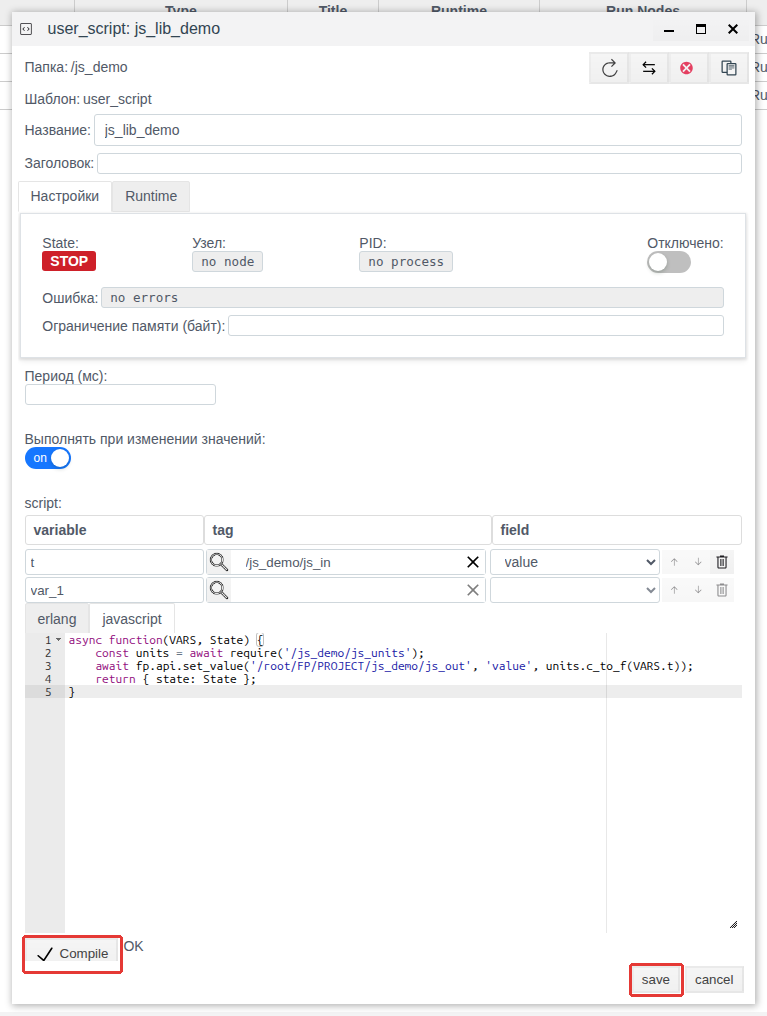 Type Title Runtime Run Nodes
user_script: js_lib_demo
Папка: /js_demo
Шаблон: user_script
Название: js_lib_demo
Заголовок:
Настройки Runtime
State: Узел: PID: Отключено:
STOP no node no process
Ошибка: no errors
Ограничение памяти (байт):
Период (мс):
Выполнять при изменении значений:
on
script:
variable tag field
t /js_demo/js_in value
var_1
erlang javascript
1 async function(VARS, State) {
2 const units = await require('/js_demo/js_units');
3 await fp.api.set_value('/root/FP/PROJECT/js_demo/js_out', 'value', units.c_to_f(VARS.t));
4 return { state: State };
5 }
Compile OK
save cancel